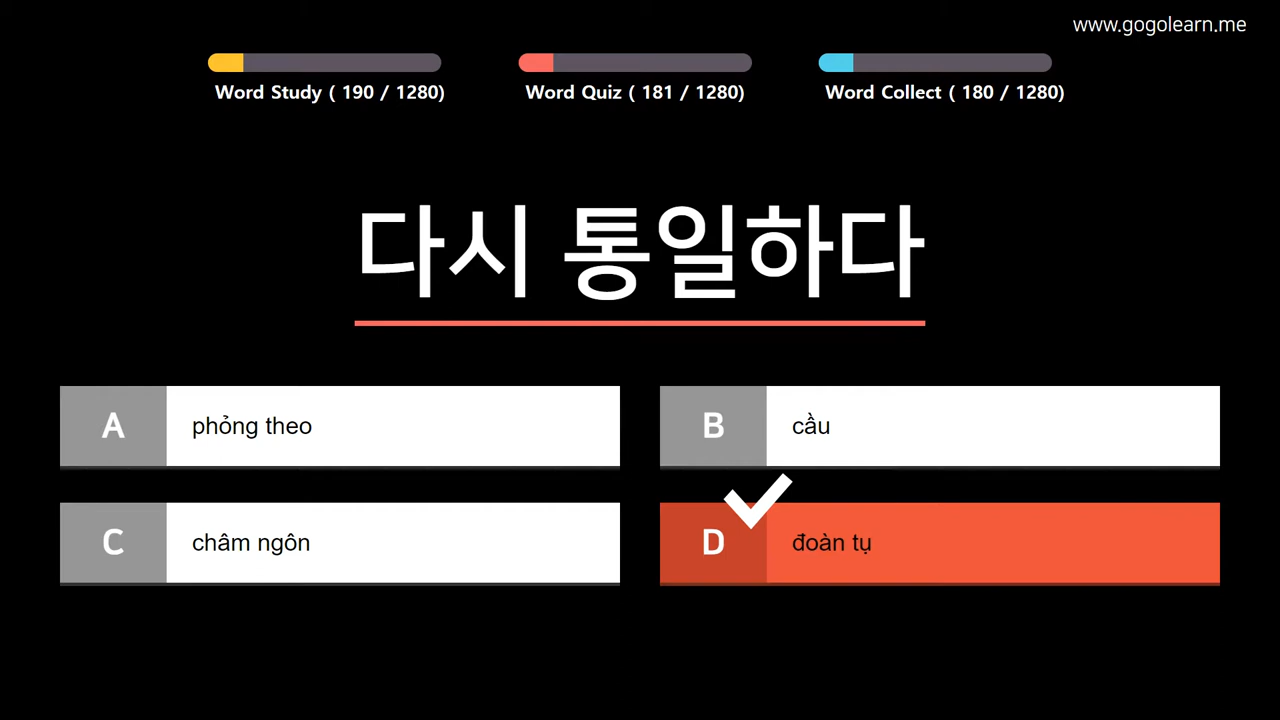 www.gogolearn.me
Word Study ( 190 / 1280)
Word Quiz ( 181 / 1280)
Word Collect ( 180 / 1280)
다시 통일하다
A phỏng theo
B cầu
C châm ngôn
D đoàn tụ